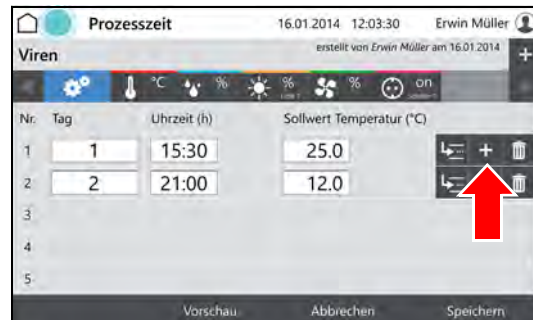 Prozesszeit 16.01.2014 12:03:30 Erwin Müller
Viren erstellt von Erwin Müller am 16.01.2014 +
°C % % % on
Nr. Tag Uhrzeit (h) Sollwert Temperatur (°C)
1 1 15:30 25.0 +
2 2 21:00 12.0
3
4
5
Vorschau Abbrechen Speichern